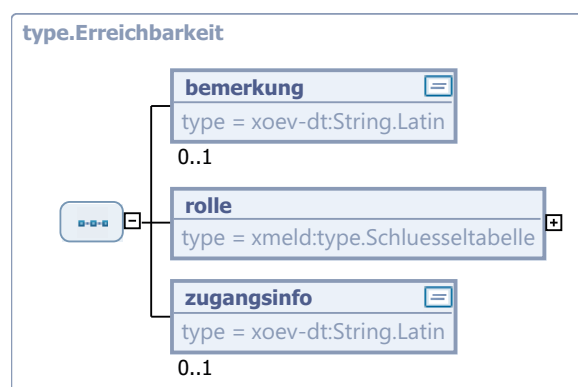 type.Erreichbarkeit
bemerkung
type = xoev-dt:String.Latin
0..1
rolle
type = xmeld:type.Schluesseltabelle
zugangsinfo
type = xoev-dt:String.Latin
0..1